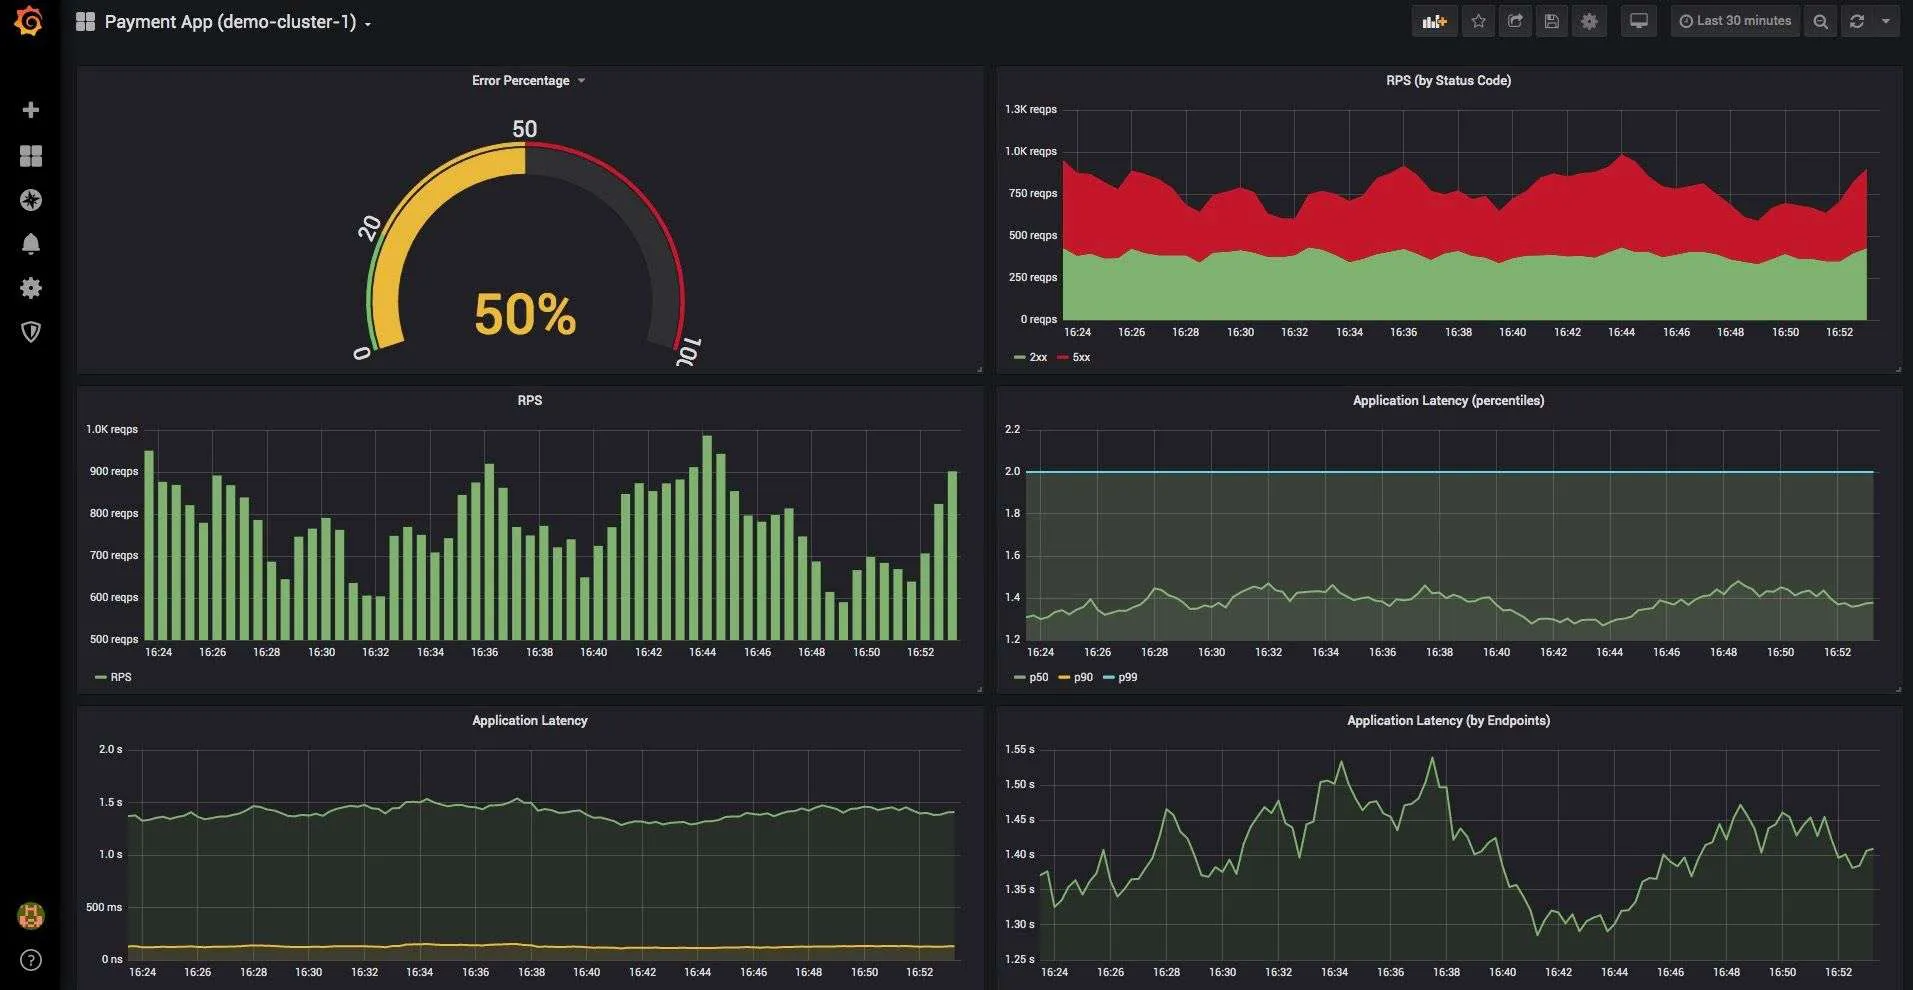 Payment App (demo-cluster-1)
Last 30 minutes
Error Percentage
0
20
50
100
50%
RPS (by Status Code)
1.3K reqps
1.0K reqps
750 reqps
500 reqps
250 reqps
0 reqps
16:24 16:26 16:28 16:30 16:32 16:34 16:36 16:38 16:40 16:42 16:44 16:46 16:48 16:50 16:52
2xx 5xx
RPS
1.0K reqps
900 reqps
800 reqps
700 reqps
600 reqps
500 reqps
16:24 16:26 16:28 16:30 16:32 16:34 16:36 16:38 16:40 16:42 16:44 16:46 16:48 16:50 16:52
RPS
Application Latency (percentiles)
2.2
2.0
1.8
1.6
1.4
1.2
16:24 16:26 16:28 16:30 16:32 16:34 16:36 16:38 16:40 16:42 16:44 16:46 16:48 16:50 16:52
p50 p90 p99
Application Latency
2.0 s
1.5 s
1.0 s
500 ms
0 ns
16:24 16:26 16:28 16:30 16:32 16:34 16:36 16:38 16:40 16:42 16:44 16:46 16:48 16:50 16:52
Application Latency (by Endpoints)
1.55 s
1.50 s
1.45 s
1.40 s
1.35 s
1.30 s
1.25 s
16:24 16:26 16:28 16:30 16:32 16:34 16:36 16:38 16:40 16:42 16:44 16:46 16:48 16:50 16:52